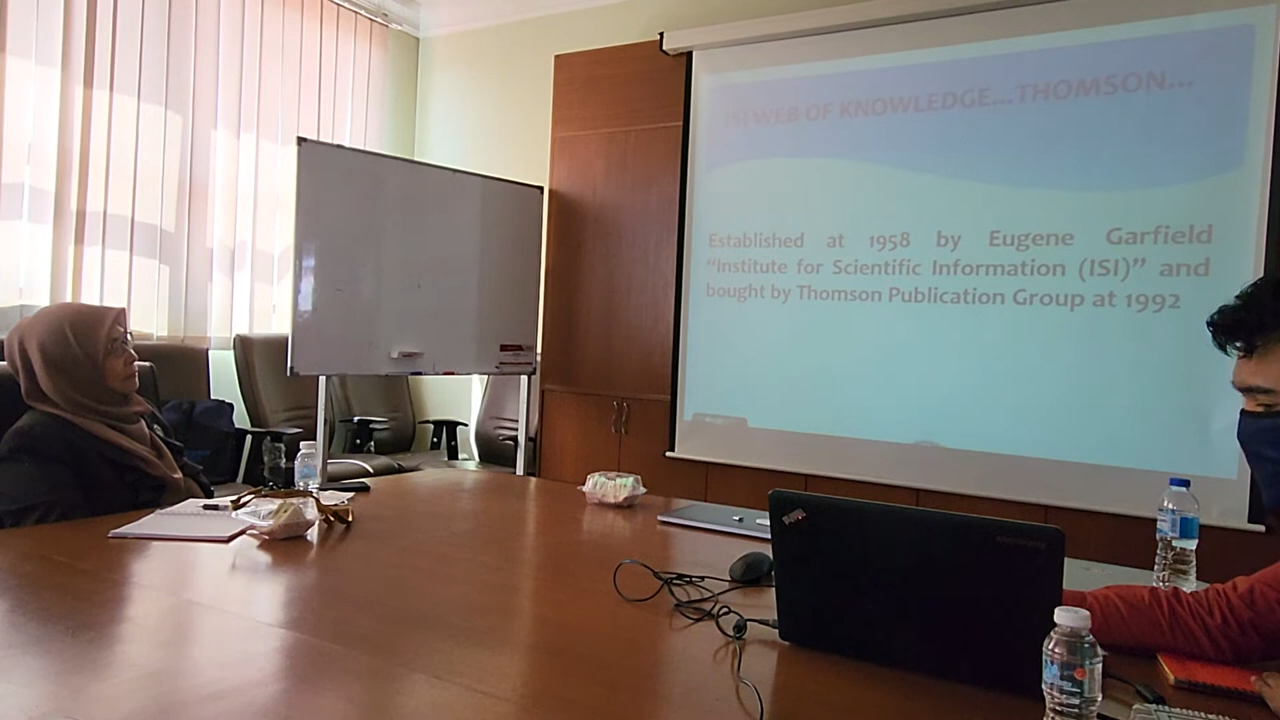 ISI WEB OF KNOWLEDGE...THOMSON...
Established at 1958 by Eugene Garfield
“Institute for Scientific Information (ISI)” and
bought by Thomson Publication Group at 1992